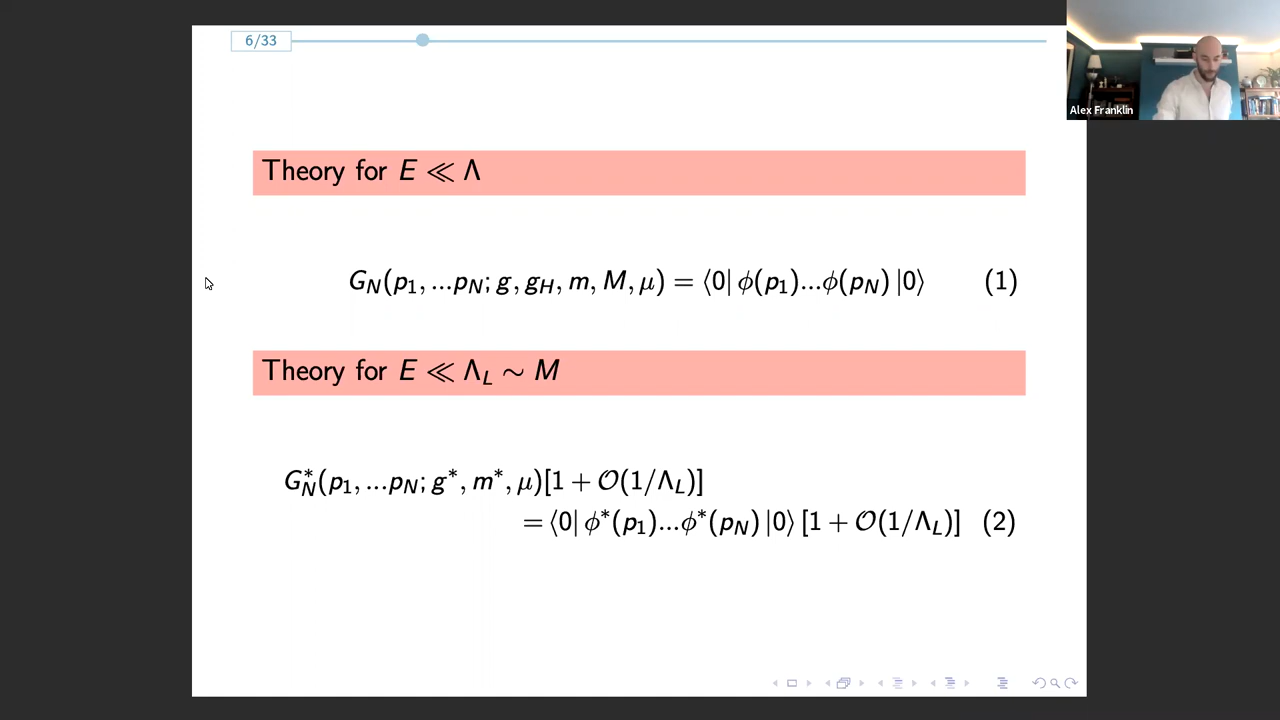 6/33
Alex Franklin
Theory for E ≪ Λ
G_N(p_1, ...p_N; g, g_H, m, M, μ) = ⟨0| ϕ(p_1)...ϕ(p_N) |0⟩ (1)
Theory for E ≪ Λ_L ∼ M
G*_N(p_1, ...p_N; g*, m*, μ)[1 + 𝒪(1/Λ_L)]
= ⟨0| ϕ*(p_1)...ϕ*(p_N) |0⟩ [1 + 𝒪(1/Λ_L)] (2)